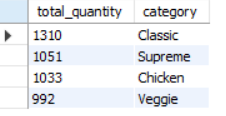 total_quantity category
1310 Classic
1051 Supreme
1033 Chicken
992 Veggie